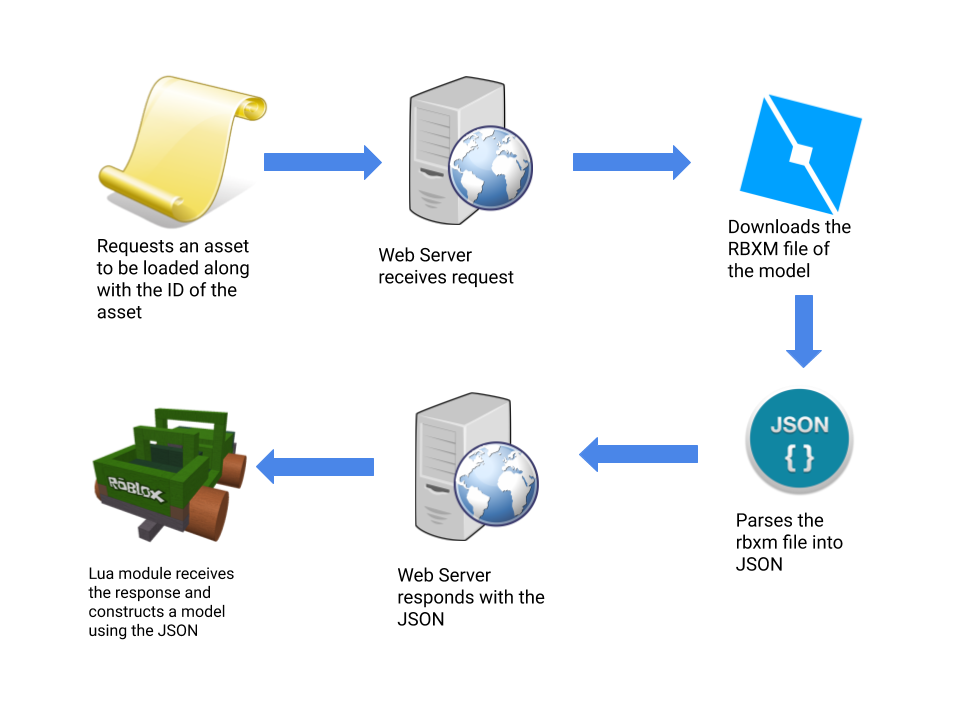 Requests an asset
to be loaded along
with the ID of the
asset
Web Server
receives request
Downloads the
RBXM file of
the model
JSON
{ }
Parses the
rbxm file into
JSON
Web Server
responds with the
JSON
ROBLOX
Lua module receives
the response and
constructs a model
using the JSON